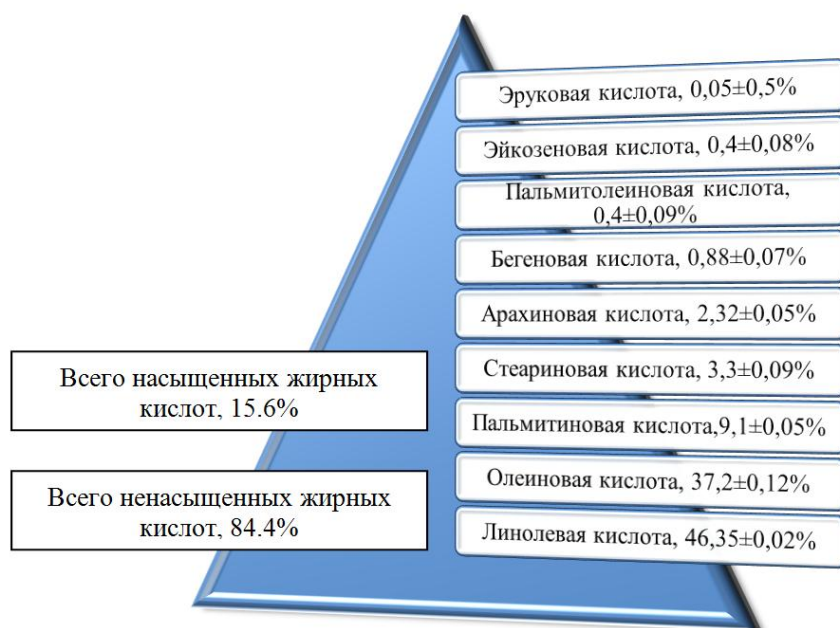 Эруковая кислота, 0,05±0,5%
Эйкозеновая кислота, 0,4±0,08%
Пальмитолеиновая кислота,
0,4±0,09%
Бегеновая кислота, 0,88±0,07%
Арахиновая кислота, 2,32±0,05%
Стеариновая кислота, 3,3±0,09%
Пальмитиновая кислота,9,1±0,05%
Олеиновая кислота, 37,2±0,12%
Линолевая кислота, 46,35±0,02%
Всего насыщенных жирных
кислот, 15.6%
Всего ненасыщенных жирных
кислот, 84.4%